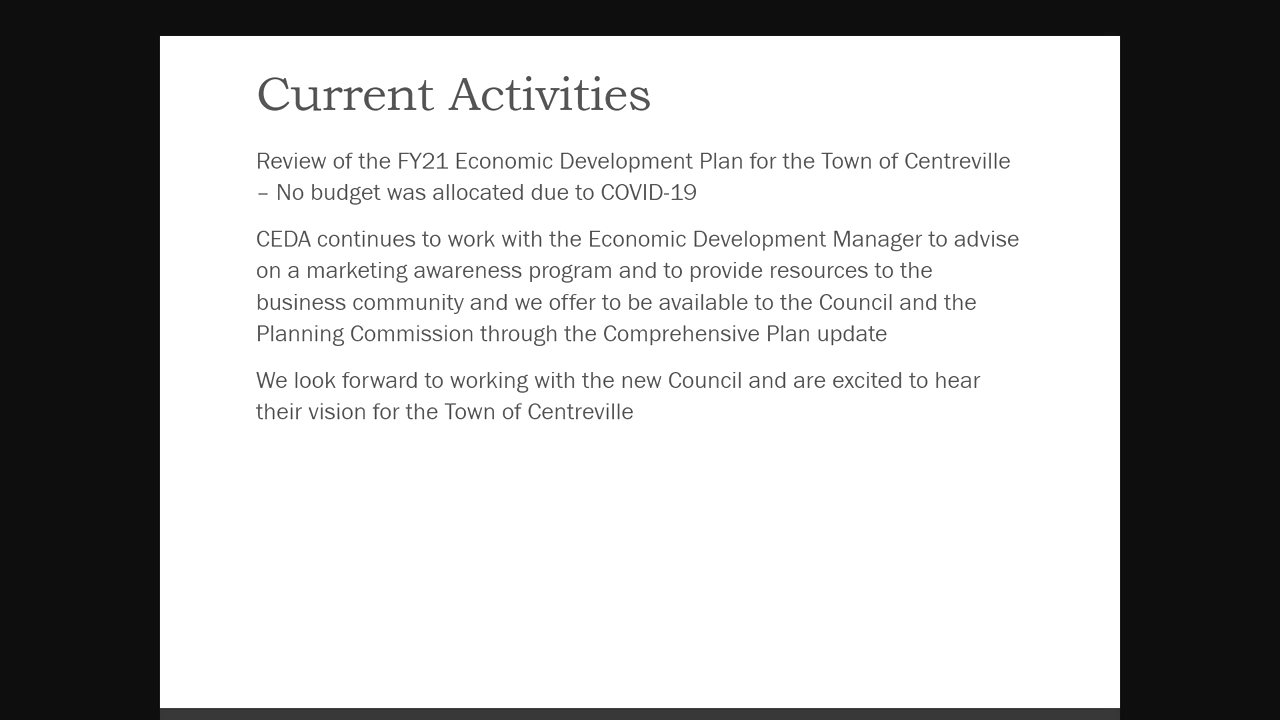 Current Activities
Review of the FY21 Economic Development Plan for the Town of Centreville
– No budget was allocated due to COVID-19
CEDA continues to work with the Economic Development Manager to advise
on a marketing awareness program and to provide resources to the
business community and we offer to be available to the Council and the
Planning Commission through the Comprehensive Plan update
We look forward to working with the new Council and are excited to hear
their vision for the Town of Centreville